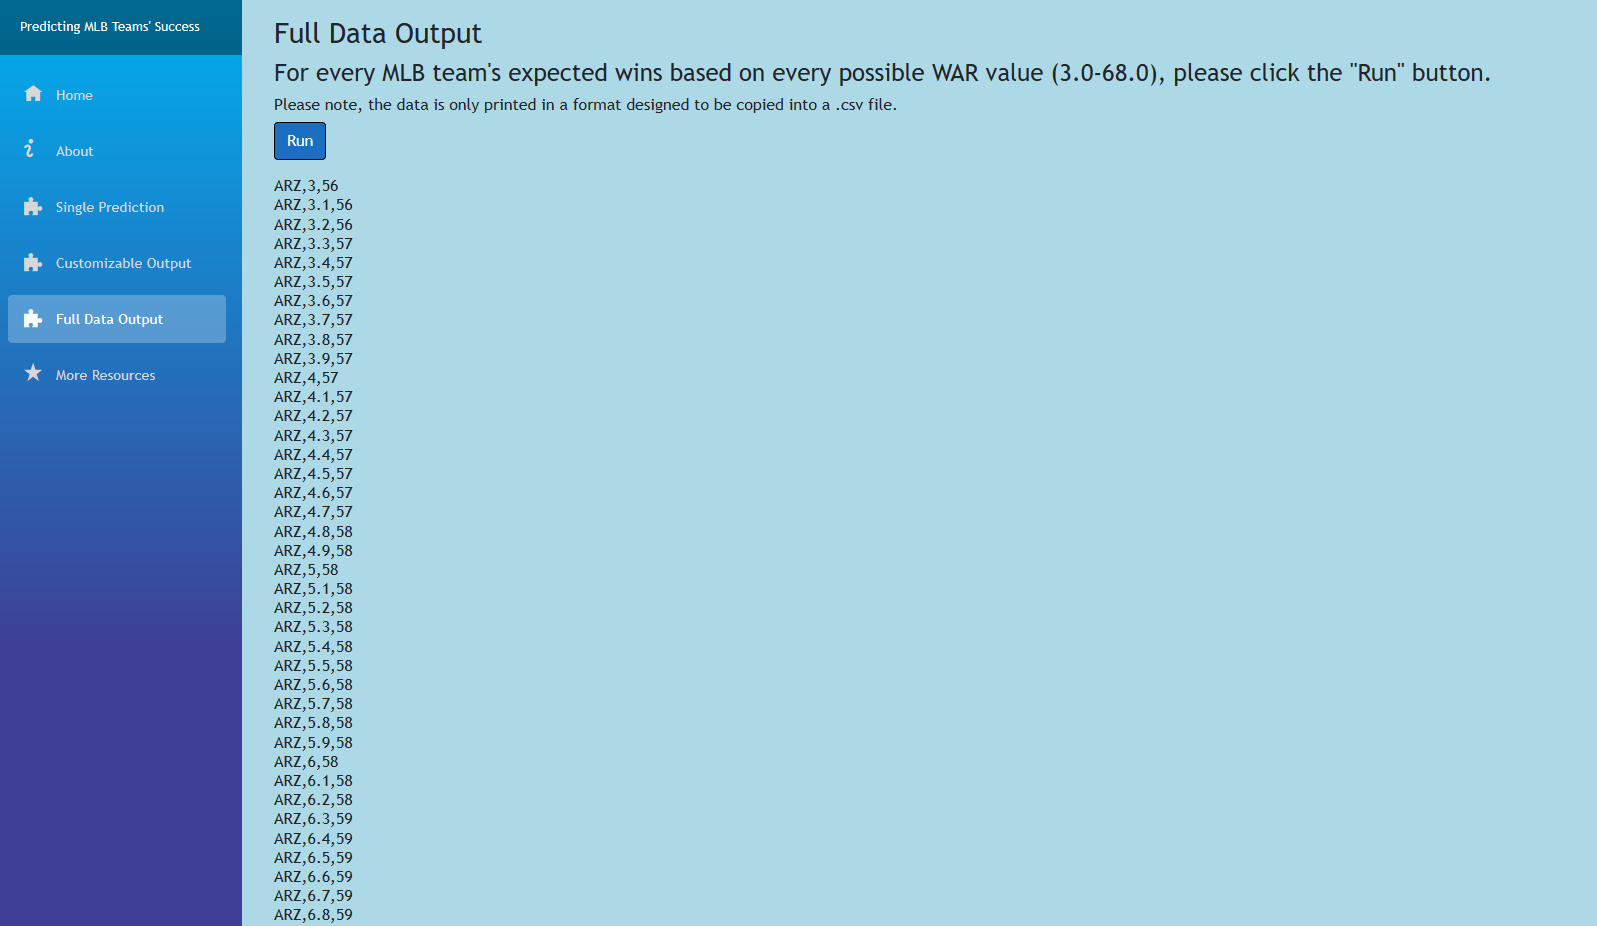 Predicting MLB Teams' Success
Home
About
Single Prediction
Customizable Output
Full Data Output
More Resources
Full Data Output
For every MLB team's expected wins based on every possible WAR value (3.0-68.0), please click the "Run" button.
Please note, the data is only printed in a format designed to be copied into a .csv file.
Run
ARZ,3,56
ARZ,3.1,56
ARZ,3.2,56
ARZ,3.3,57
ARZ,3.4,57
ARZ,3.5,57
ARZ,3.6,57
ARZ,3.7,57
ARZ,3.8,57
ARZ,3.9,57
ARZ,4,57
ARZ,4.1,57
ARZ,4.2,57
ARZ,4.3,57
ARZ,4.4,57
ARZ,4.5,57
ARZ,4.6,57
ARZ,4.7,57
ARZ,4.8,58
ARZ,4.9,58
ARZ,5,58
ARZ,5.1,58
ARZ,5.2,58
ARZ,5.3,58
ARZ,5.4,58
ARZ,5.5,58
ARZ,5.6,58
ARZ,5.7,58
ARZ,5.8,58
ARZ,5.9,58
ARZ,6,58
ARZ,6.1,58
ARZ,6.2,58
ARZ,6.3,59
ARZ,6.4,59
ARZ,6.5,59
ARZ,6.6,59
ARZ,6.7,59
ARZ,6.8,59